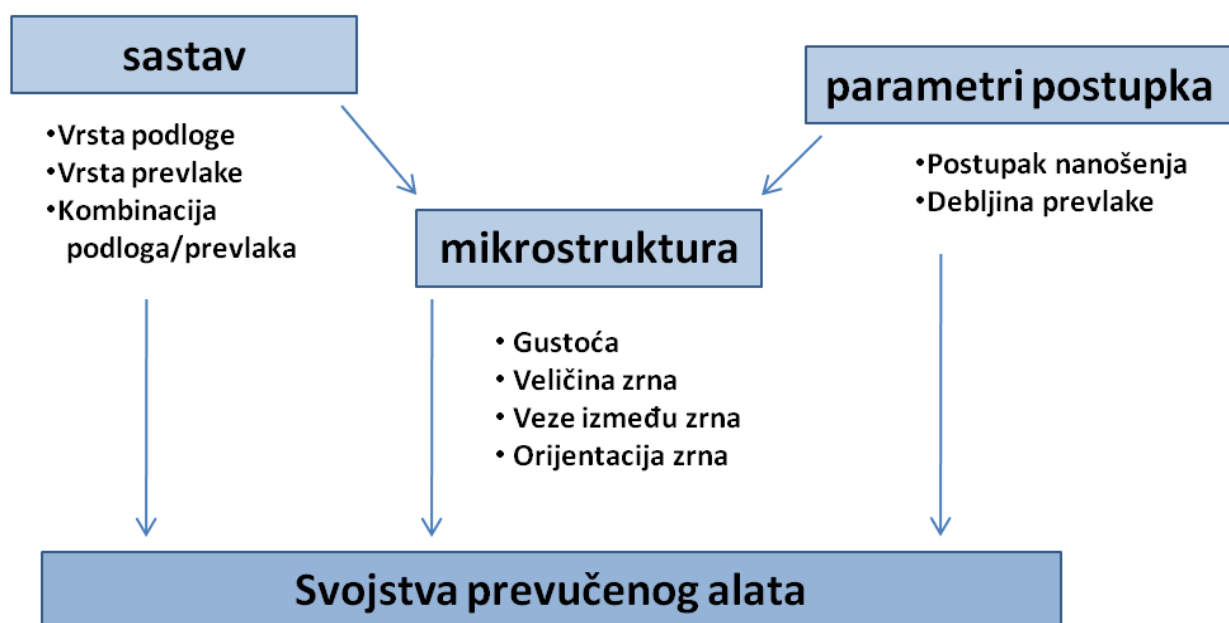 sastav
•Vrsta podloge
•Vrsta prevlake
•Kombinacija
podloga/prevlaka
parametri postupka
•Postupak nanošenja
•Debljina prevlake
mikrostruktura
• Gustoća
• Veličina zrna
• Veze između zrna
• Orijentacija zrna
Svojstva prevučenog alata